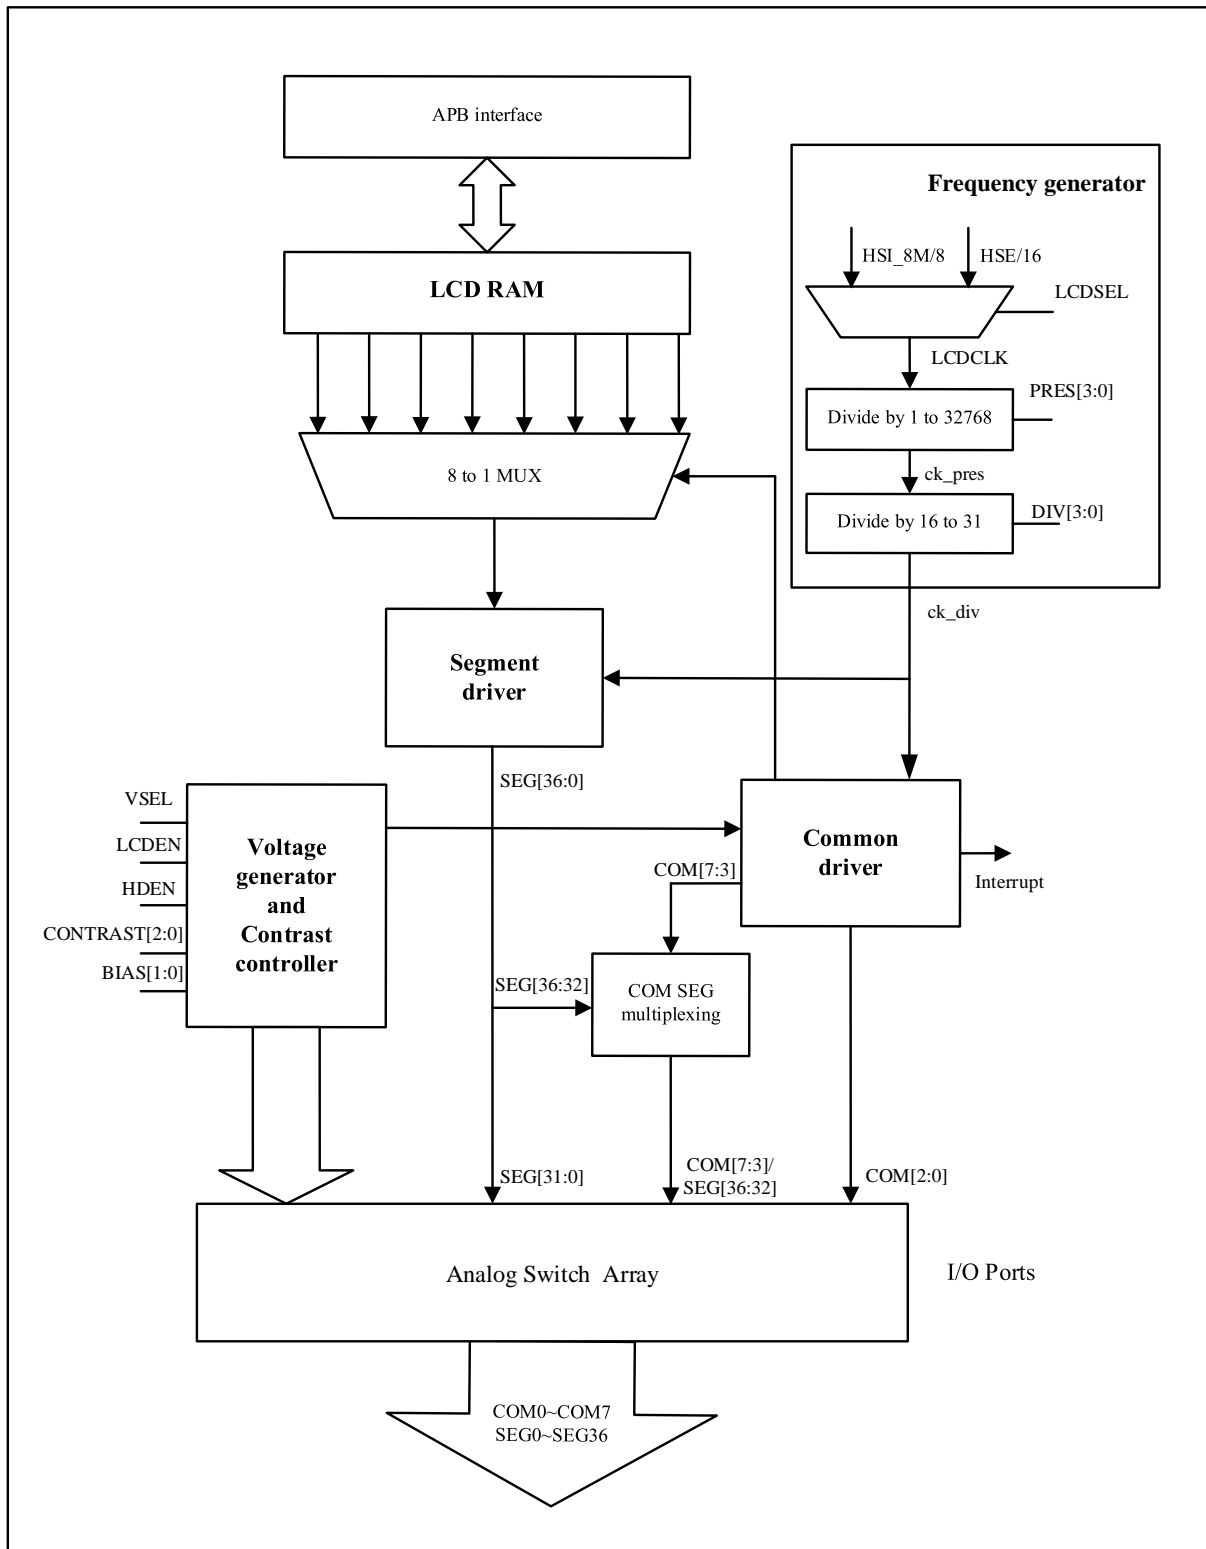 APB interface
Frequency generator
HSI_8M/8
HSE/16
LCD RAM
LCDSEL
LCDCLK
PRES[3:0]
Divide by 1 to 32768
8 to 1 MUX
ck_pres
DIV[3:0]
Divide by 16 to 31
ck_div
Segment
driver
SEG[36:0]
VSEL
LCDEN
HDEN
CONTRAST[2:0]
BIAS[1:0]
Voltage
generator
and
Contrast
controller
Common
driver
COM[7:3]
Interrupt
SEG[36:32]
COM SEG
multiplexing
SEG[31:0]
COM[7:3]/
SEG[36:32]
COM[2:0]
Analog Switch Array
I/O Ports
COM0~COM7
SEG0~SEG36